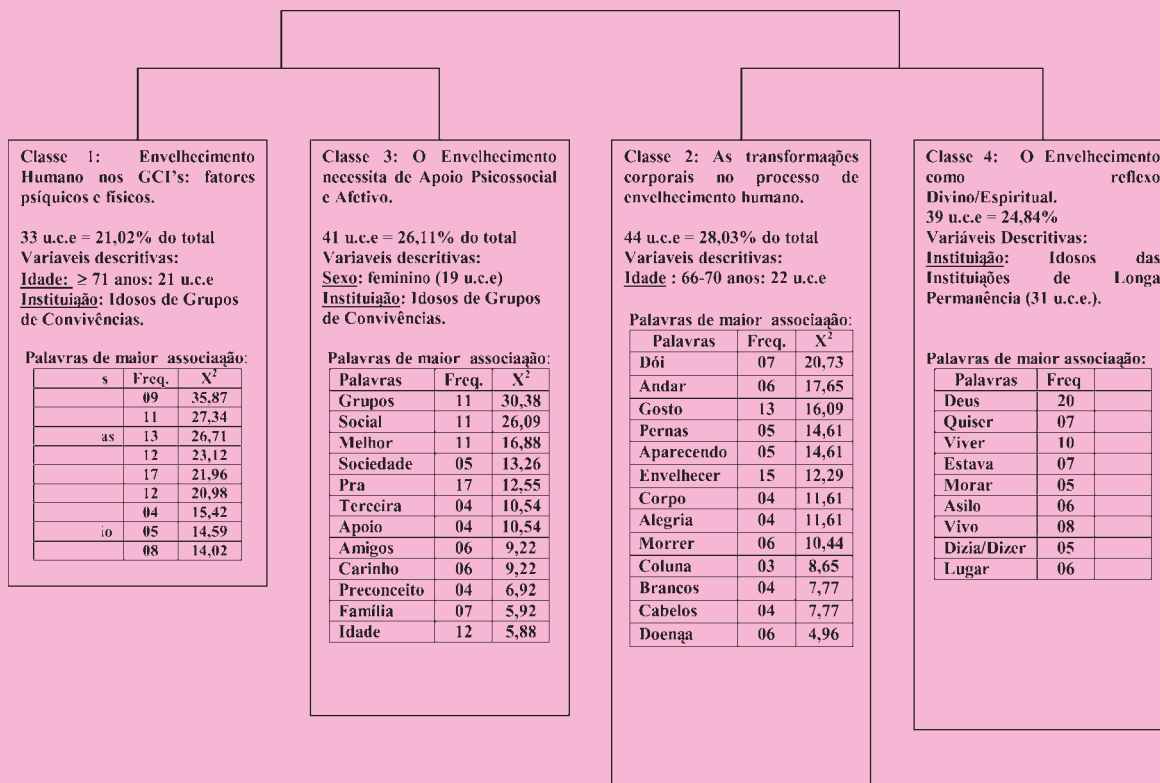 Classe 1: Envelhecimento
Humano nos GCI's: fatores
psíquicos e físicos.
33 u.c.e = 21,02% do total
Variaveis descritivas:
Idade: ≥ 71 anos: 21 u.c.e
Instituiąão: Idosos de Grupos
de Convivências.
Palavras de maior associaąão:
s Freq. X²
09 35,87
11 27,34
as 13 26,71
12 23,12
17 21,96
12 20,98
04 15,42
io 05 14,59
08 14,02
Classe 3: O Envelhecimento
necessita de Apoio Psicossocial
e Afetivo.
41 u.c.e = 26,11% do total
Variaveis descritivas:
Sexo: feminino (19 u.c.e)
Instituiąão: Idosos de Grupos
de Convivências.
Palavras de maior associaąão:
Palavras Freq. X²
Grupos 11 30,38
Social 11 26,09
Melhor 11 16,88
Sociedade 05 13,26
Pra 17 12,55
Terceira 04 10,54
Apoio 04 10,54
Amigos 06 9,22
Carinho 06 9,22
Preconceito 04 6,92
Família 07 5,92
Idade 12 5,88
Classe 2: As transformaąões
corporais no processo de
envelhecimento humano.
44 u.c.e = 28,03% do total
Variaveis descritivas:
Idade : 66-70 anos: 22 u.c.e
Palavras de maior associaąão:
Palavras Freq. X²
Dói 07 20,73
Andar 06 17,65
Gosto 13 16,09
Pernas 05 14,61
Aparecendo 05 14,61
Envelhecer 15 12,29
Corpo 04 11,61
Alegria 04 11,61
Morrer 06 10,44
Coluna 03 8,65
Brancos 04 7,77
Cabelos 04 7,77
Doenąa 06 4,96
Classe 4: O Envelhecimento
como reflexo
Divino/Espiritual.
39 u.c.e = 24,84%
Variáveis Descritivas:
Instituiąão: Idosos das
Instituiąões de Longa
Permanência (31 u.c.e.).
Palavras de maior associaąão:
Palavras Freq
Deus 20
Quiser 07
Viver 10
Estava 07
Morar 05
Asilo 06
Vivo 08
Dizia/Dizer 05
Lugar 06